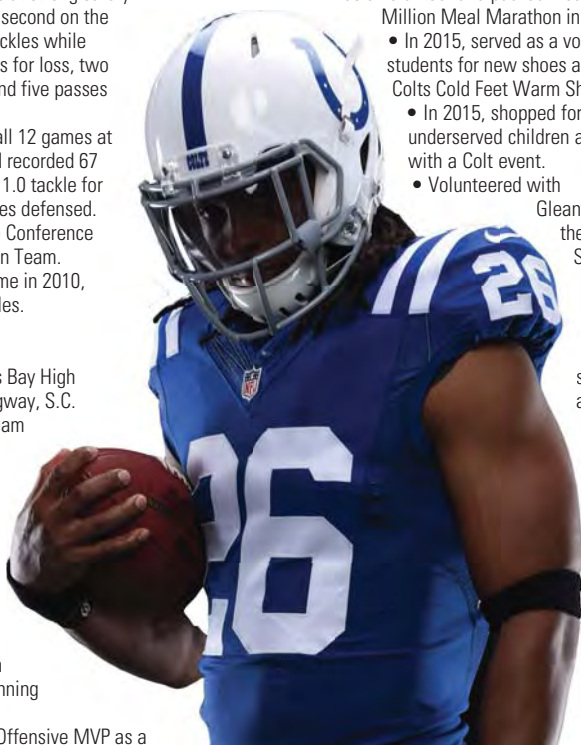 second on the
ckles while
s for loss, two
nd five passes
all 12 games at
recorded 67
1.0 tackle for
es defensed.
Conference
n Team.
me in 2010,
les.
s Bay High
gway, S.C.
am
nning
Offensive MVP as a
Million Meal Marathon in
• In 2015, served as a vo
students for new shoes a
Colts Cold Feet Warm Sh
• In 2015, shopped for
underserved children a
with a Colt event.
• Volunteered with
Glean
the
S
s
a
COLTS
26
NFL
26